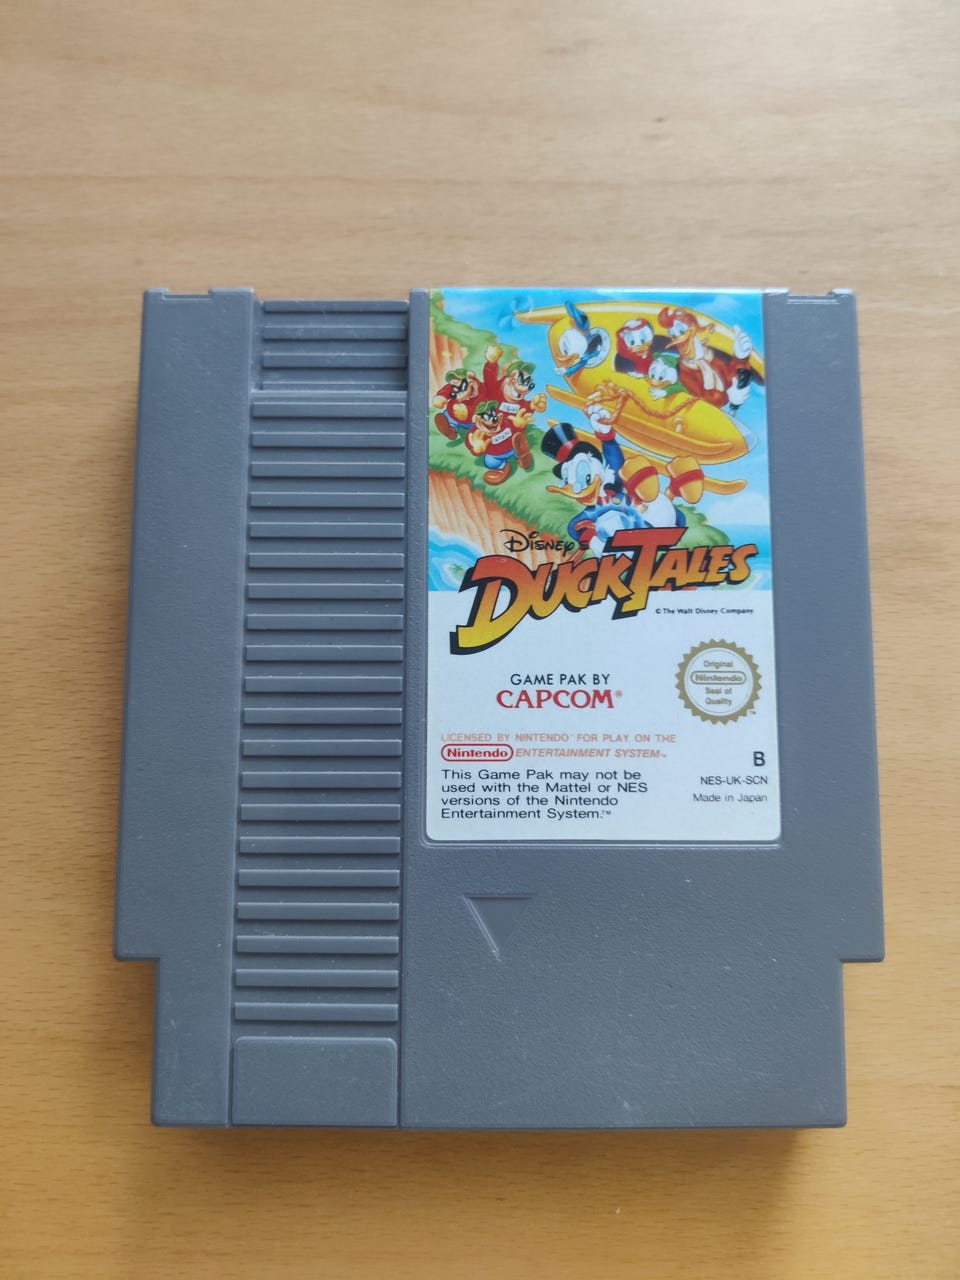 Disney's
DUCKTALES
© The Walt Disney Company
GAME PAK BY
CAPCOM®
Original
Nintendo
Seal of
Quality
TM
LICENSED BY NINTENDO® FOR PLAY ON THE
Nintendo ENTERTAINMENT SYSTEM™
This Game Pak may not be
used with the Mattel or NES
versions of the Nintendo
Entertainment System.™
B
NES-UK-SCN
Made in Japan